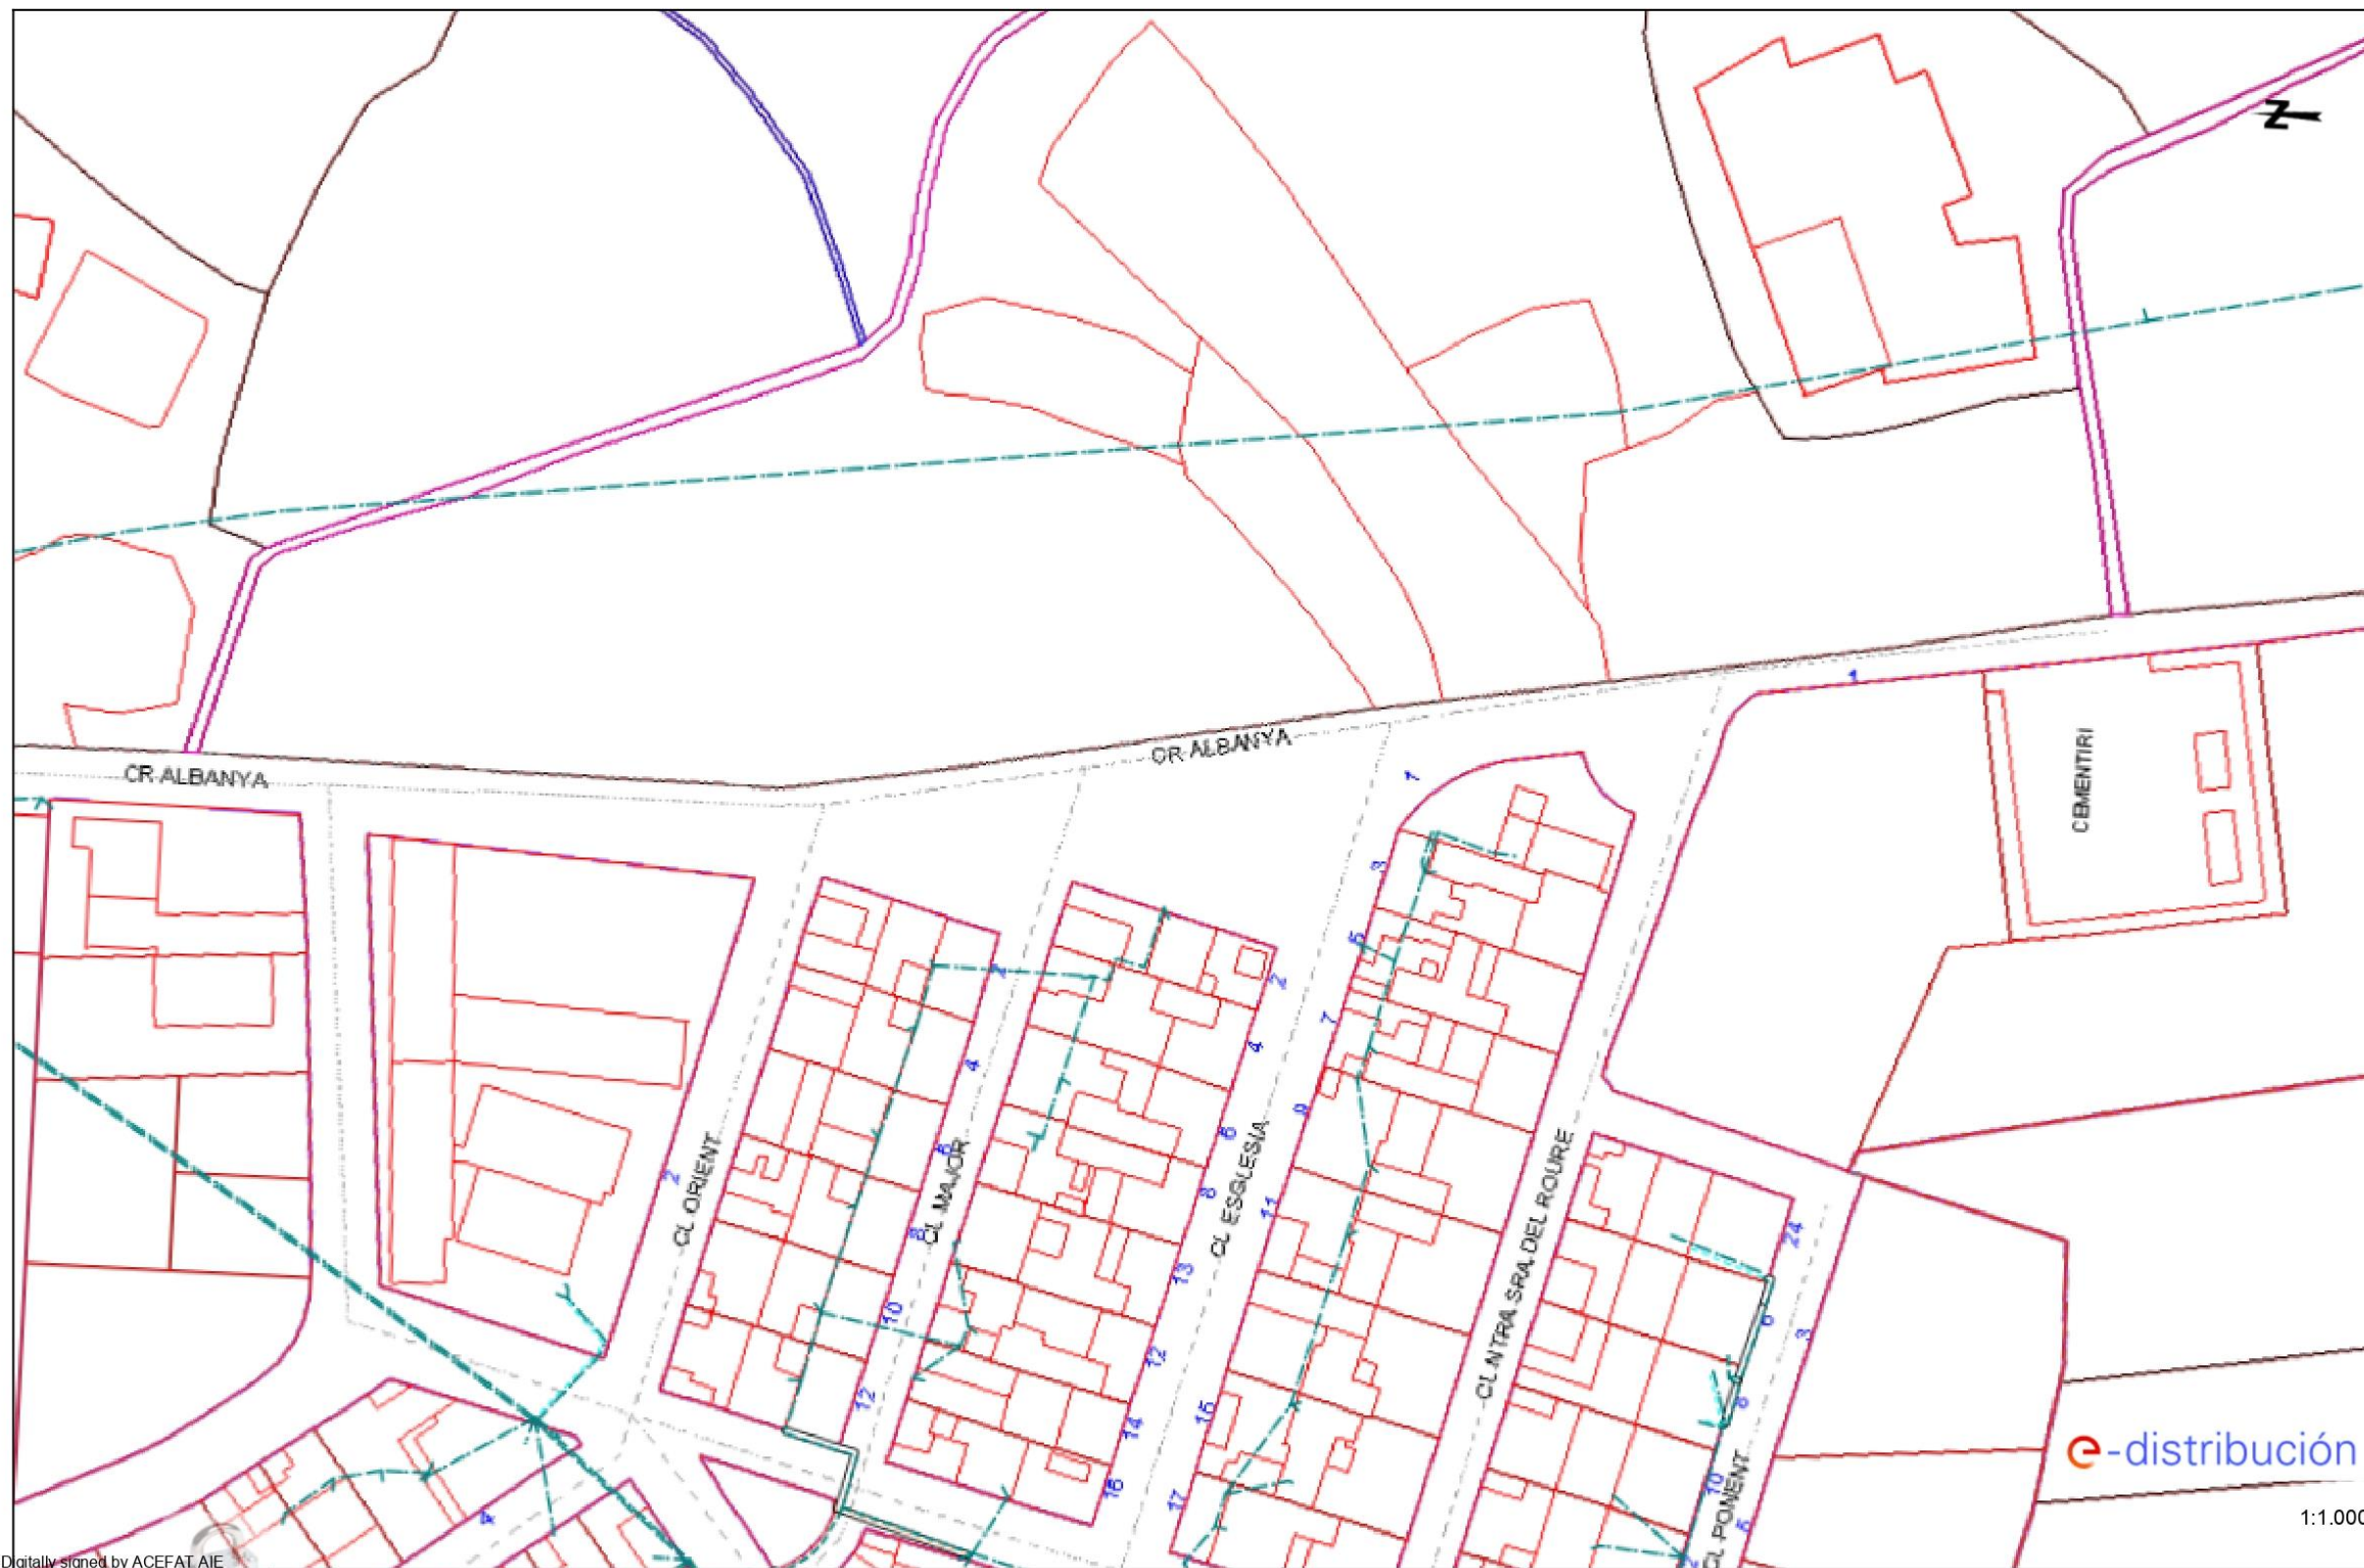 N
CR ALBANYA
CR ALBANYA
CEMENTIRI
1
1
3
5
7
9
11
15
17
2
4
6
8
13
12
14
16
2
4
6
8
10
12
2
4
24
6
8
10
3
5
CL ORIENT
CL MAJOR
CL ESGLESIA
CL NTRA SRA DEL ROURE
CL PONENT
e-distribución
1:1.000
Digitally signed by ACEFAT AIE